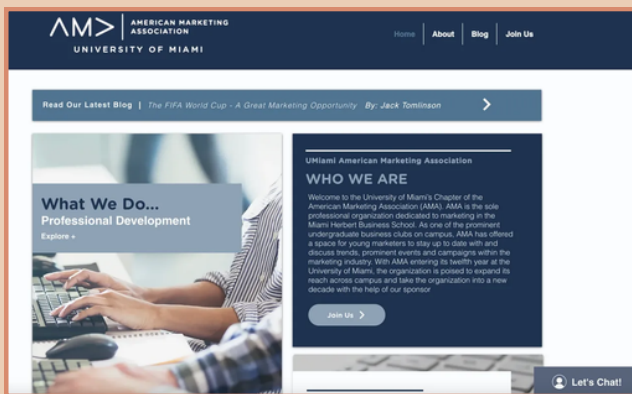 AMA
AMERICAN MARKETING
ASSOCIATION
UNIVERSITY OF MIAMI
Home About Blog Join Us
Read Our Latest Blog | The FIFA World Cup - A Great Marketing Opportunity By: Jack Tomlinson
What We Do...
Professional Development
Explore +
UMiami American Marketing Association
WHO WE ARE
Welcome to the University of Miami's Chapter of the
American Marketing Association (AMA). AMA is the sole
professional organization dedicated to marketing in the
Miami Herbert Business School. As one of the prominent
undergraduate business clubs on campus, AMA has offered
a space for young marketers to stay up to date with and
discuss trends, prominent events and campaigns within the
marketing industry. With AMA entering its twelfth year at the
University of Miami, the organization is poised to expand its
reach across campus and take the organization into a new
decade with the help of our sponsor
Join Us
Let's Chat!